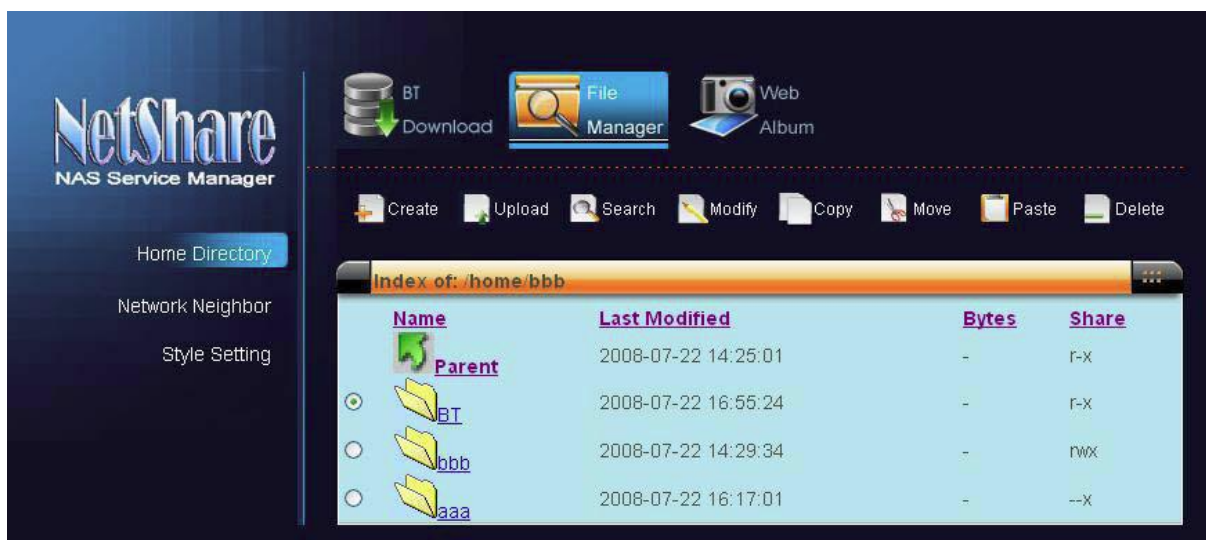 NetShare
NAS Service Manager
BT
Download
File
Manager
Web
Album
Create Upload Search Modify Copy Move Paste Delete
Home Directory
Network Neighbor
Style Setting
Index of: /home/bbb
Name Last Modified Bytes Share
Parent 2008-07-22 14:25:01 - r-x
BT 2008-07-22 16:55:24 - r-x
bbb 2008-07-22 14:29:34 - rwx
aaa 2008-07-22 16:17:01 - --x